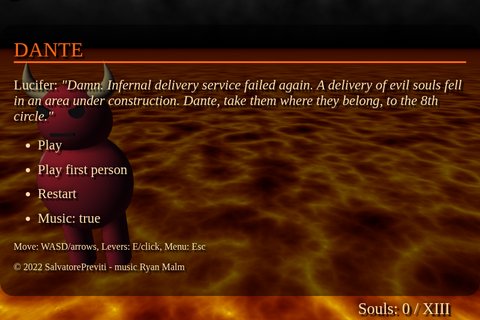 DANTE
Lucifer: "Damn. Infernal delivery service failed again. A delivery of evil souls fell
in an area under construction. Dante, take them where they belong, to the 8th
circle."
• Play
• Play first person
• Restart
• Music: true
Move: WASD/arrows, Levers: E/click, Menu: Esc
© 2022 SalvatorePreviti - music Ryan Malm
Souls: 0 / XIII